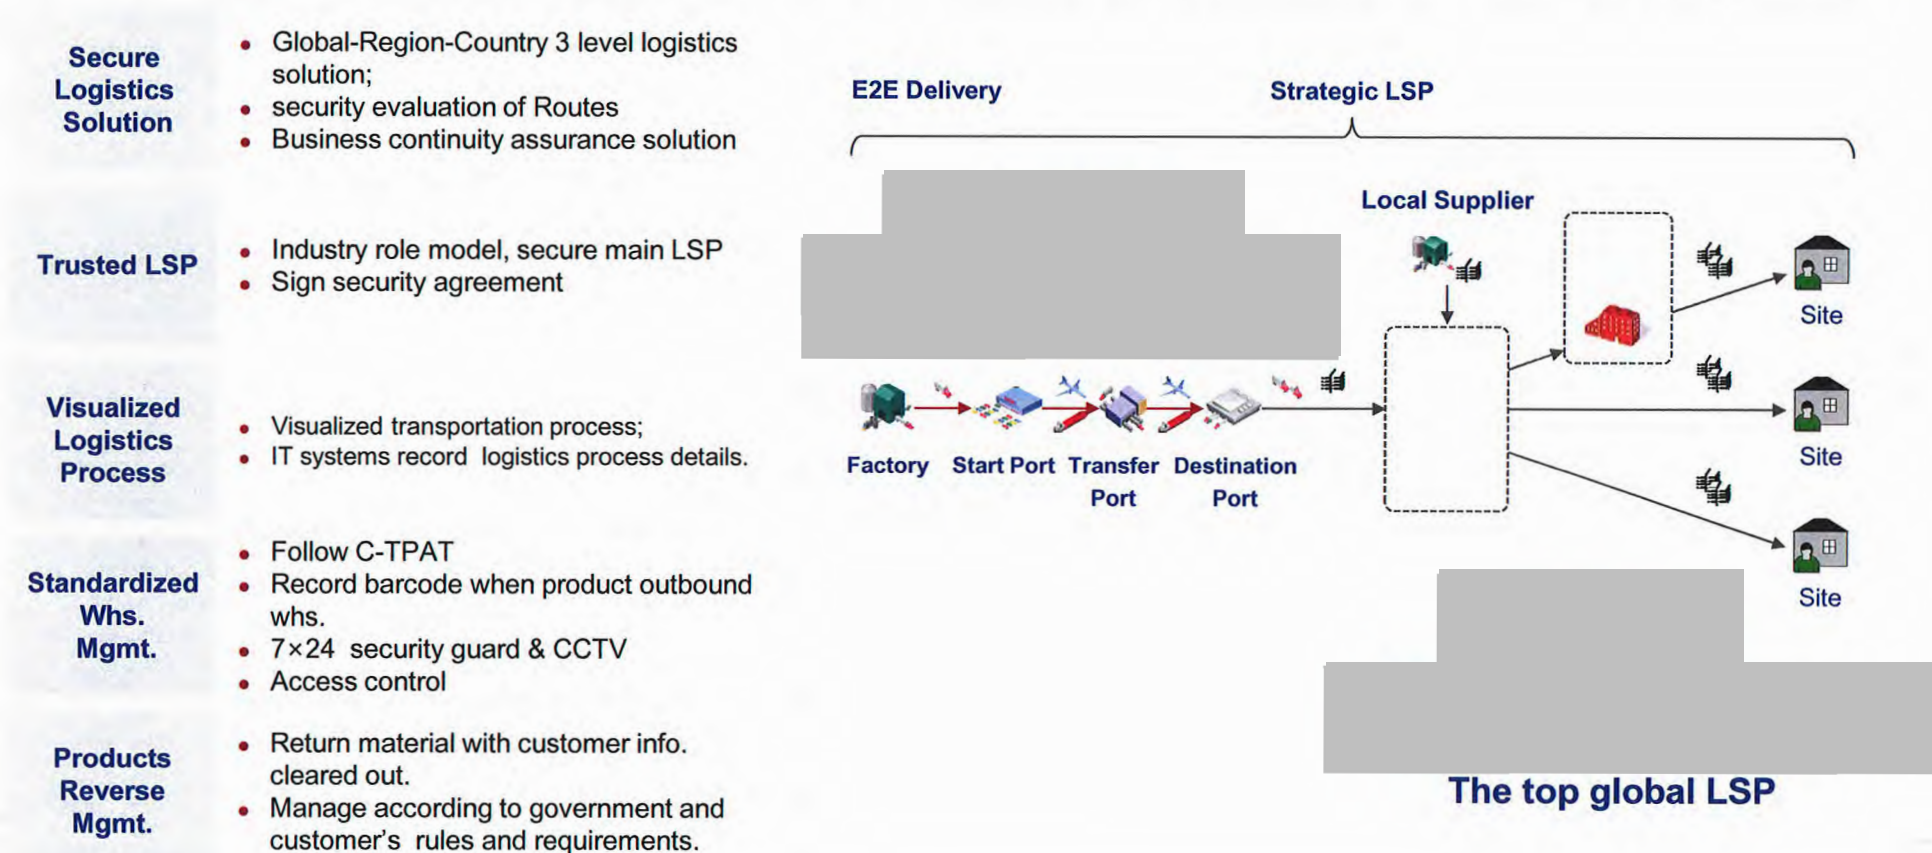 Secure
Logistics
Solution
Global-Region-Country 3 level logistics
solution;
security evaluation of Routes
Business continuity assurance solution
Trusted LSP
Industry role model, secure main LSP
Sign security agreement
Visualized
Logistics
Process
Visualized transportation process;
IT systems record logistics process details.
Standardized
Whs.
Mgmt.
Follow C-TPAT
Record barcode when product outbound
whs.
7×24 security guard & CCTV
Access control
Products
Reverse
Mgmt.
Return material with customer info.
cleared out.
Manage according to government and
customer's rules and requirements.
E2E Delivery
Strategic LSP
Local Supplier
Factory
Start Port
Transfer
Port
Destination
Port
Site
Site
Site
The top global LSP